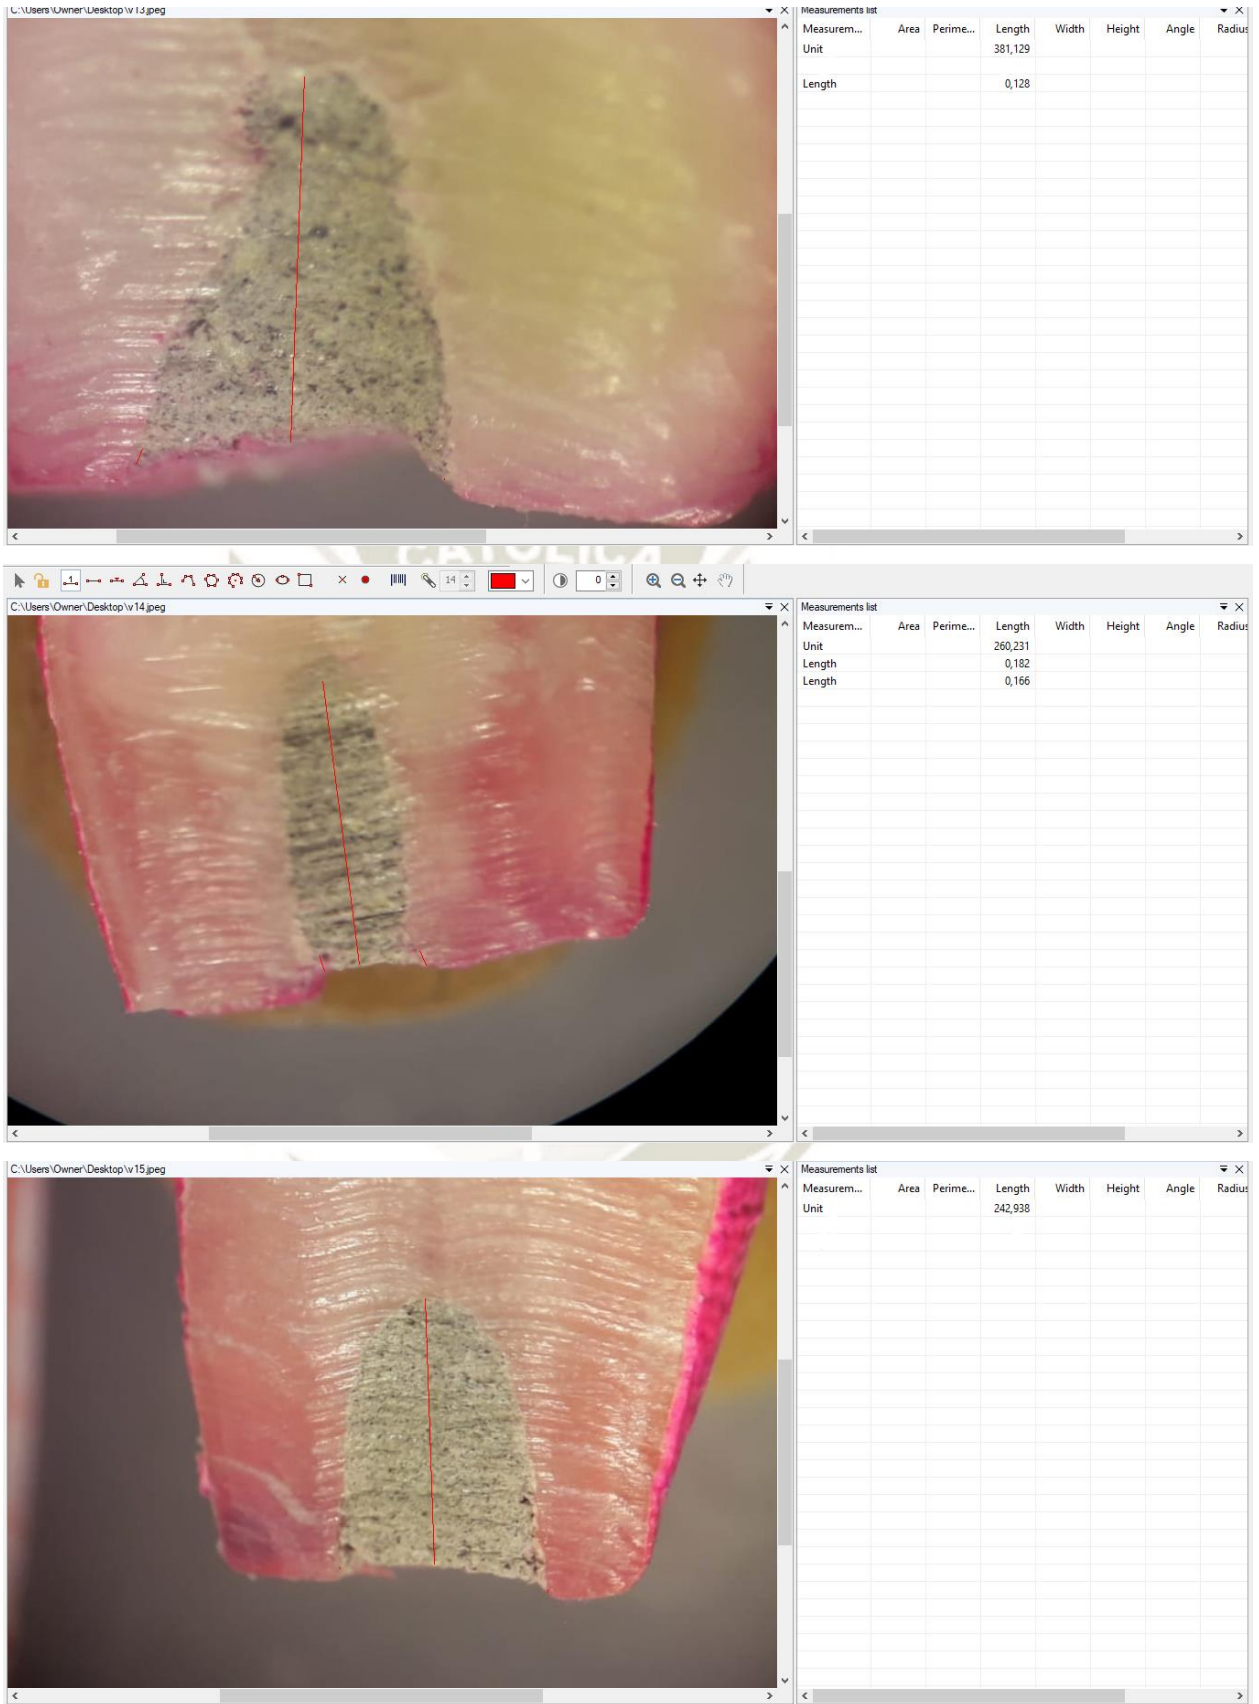 C:\Users\Owner\Desktop\v13.jpeg
Measurements list
Measurem... Area Perime... Length Width Height Angle Radius
Unit 381,129
Length 0,128
CATOLICA
14 0
C:\Users\Owner\Desktop\v14.jpeg
Measurements list
Measurem... Area Perime... Length Width Height Angle Radius
Unit 260,231
Length 0,182
Length 0,166
C:\Users\Owner\Desktop\v15.jpeg
Measurements list
Measurem... Area Perime... Length Width Height Angle Radius
Unit 242,938